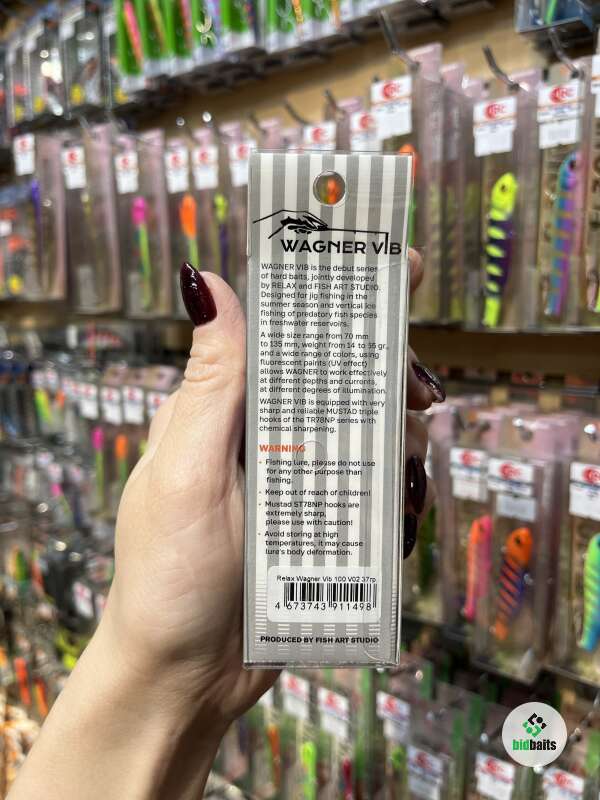 WAGNER VIB
WAGNER VIB is the debut series
of hard baits, jointly developed
by RELAX and FISH ART STUDIO.
Designed for jig fishing in the
summer season and vertical ice
fishing of predatory fish species
in freshwater reservoirs.
A wide size range from 70 mm
to 135 mm, weight from 14 to 55 gr,
and a wide range of colors, using
fluorescent paints (UV effect)
allows WAGNER to work effectively
at different depths and currents,
at different degrees of illumination.
WAGNER VIB is equipped with very
sharp and reliable MUSTAD triple
hooks of the TR78NP series with
chemical sharpening.
WARNING
- Fishing lure, please do not use
for any other purpose than
fishing.
- Keep out of reach of children!
- Mustad ST78NP hooks are
extremely sharp,
please use with caution!
- Avoid storing at high
temperatures, it may cause
lure's body deformation.
Relax Wagner Vib 100 V02 37гр
4 673743 911498
PRODUCED BY FISH ART STUDIO
bidbaits